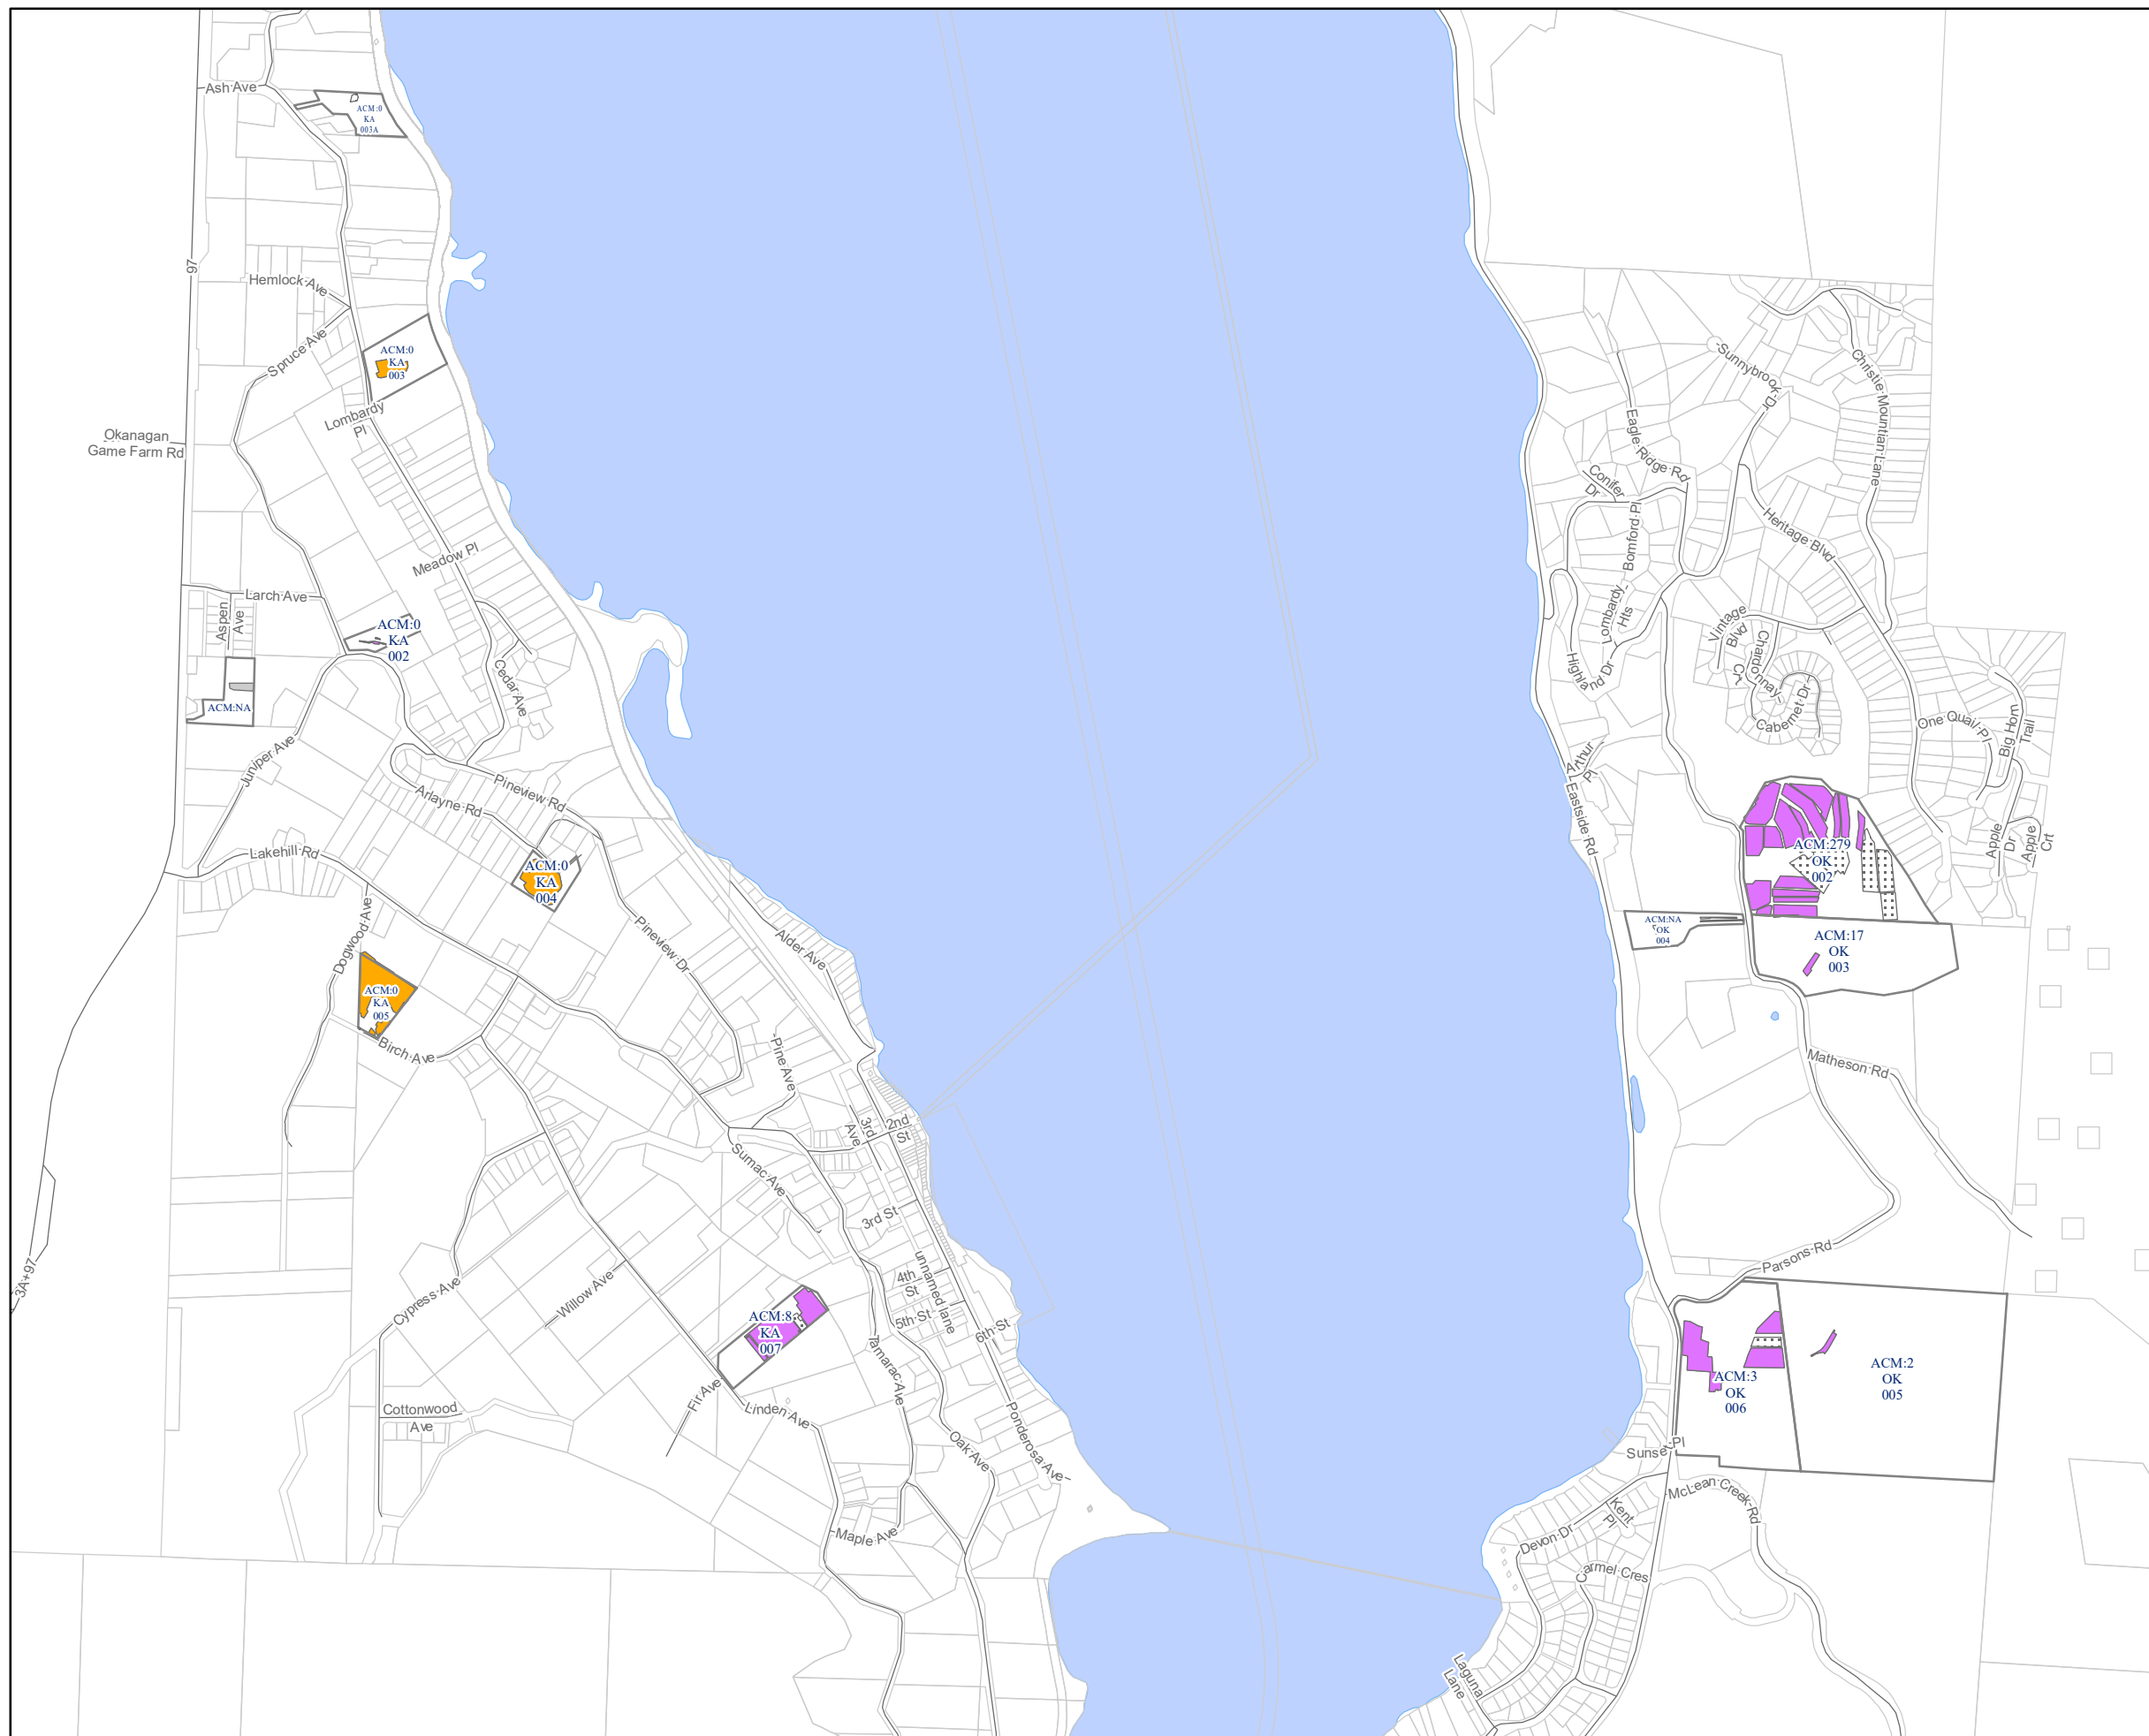 Ash Ave
ACM:0
KA
003A
97
Hemlock Ave
Spruce Ave
ACM:0
KA
003
Lombardy
Pl
Okanagan
Game Farm Rd
Meadow Pl
Larch Ave
Aspen
Ave
ACM:0
KA
002
Cedar Ave
ACM:NA
Juniper Ave
Pineview Rd
Arlayne Rd
Lakehill Rd
ACM:0
KA
004
Dogwood Ave
Pineview Dr
Alder Ave
ACM:0
KA
005
Birch Ave
Pine Ave
3rd
Ave
2nd
St
Sumac Ave
3rd St
unnamed lane
4th
St
5th St
6th St
3A+97
Cypress Ave
Willow Ave
ACM:8
KA
007
Tamarac Ave
Fir Ave
Linden Ave
Cottonwood
Ave
Oak Ave
Ponderosa Ave
Maple Ave
Sunnybrook Dr
Christie Mountian Lane
Eagle Ridge Rd
Conifer
Dr
Bomford Pl
Heritage Blvd
Lombardy
Hts
Vintage
Blvd
Chardonnay
Crt
Highland Dr
Cabernet Dr
One Quail Pl
Big Horn
Trail
Arthur
Pl
Eastside Rd
Apple
Dr
Apple
Crt
ACM:279
OK
002
ACM:NA
OK
004
ACM:17
OK
003
Matheson Rd
Parsons Rd
ACM:3
OK
006
ACM:2
OK
005
Sunset Pl
McLean Creek Rd
Kent
Pl
Devon Dr
Carmel Cres
Laguna
Lane